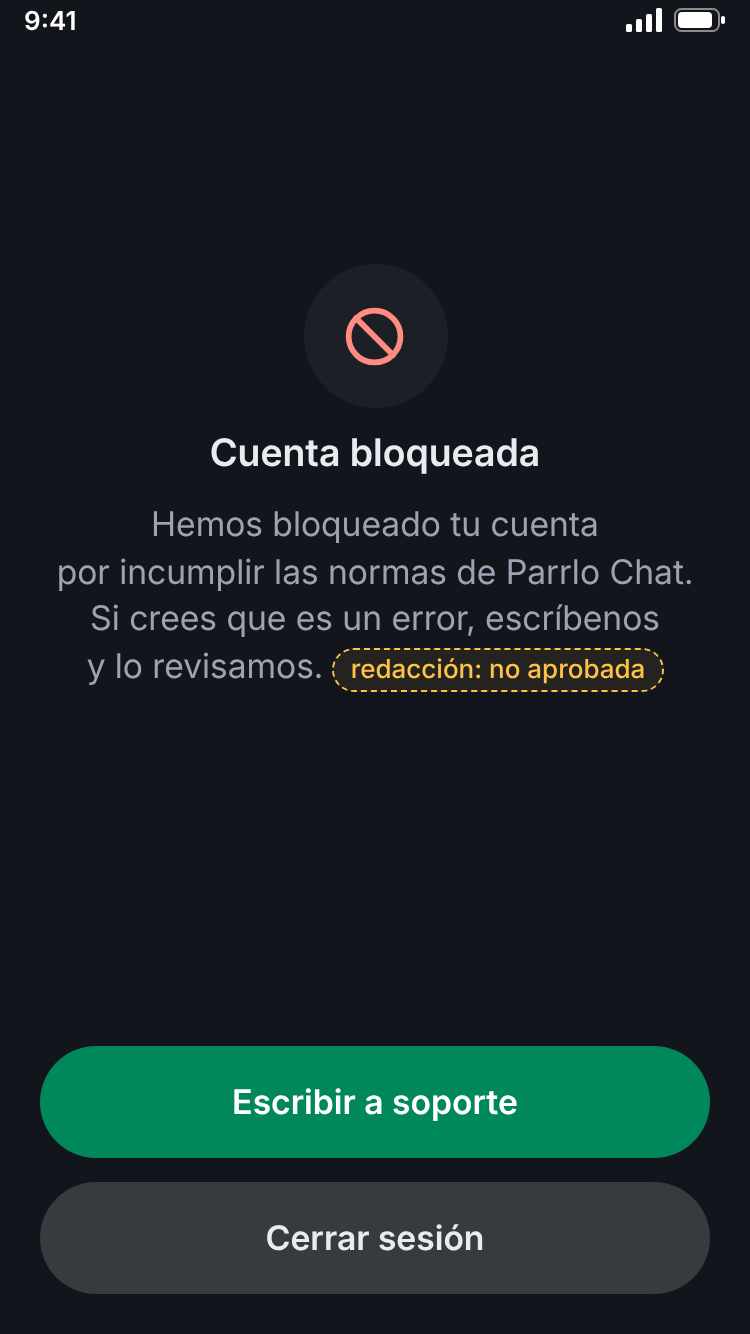 9:41
Cuenta bloqueada
Hemos bloqueado tu cuenta
por incumplir las normas de Parrlo Chat.
Si crees que es un error, escríbenos
y lo revisamos. redacción: no aprobada
Escribir a soporte
Cerrar sesión